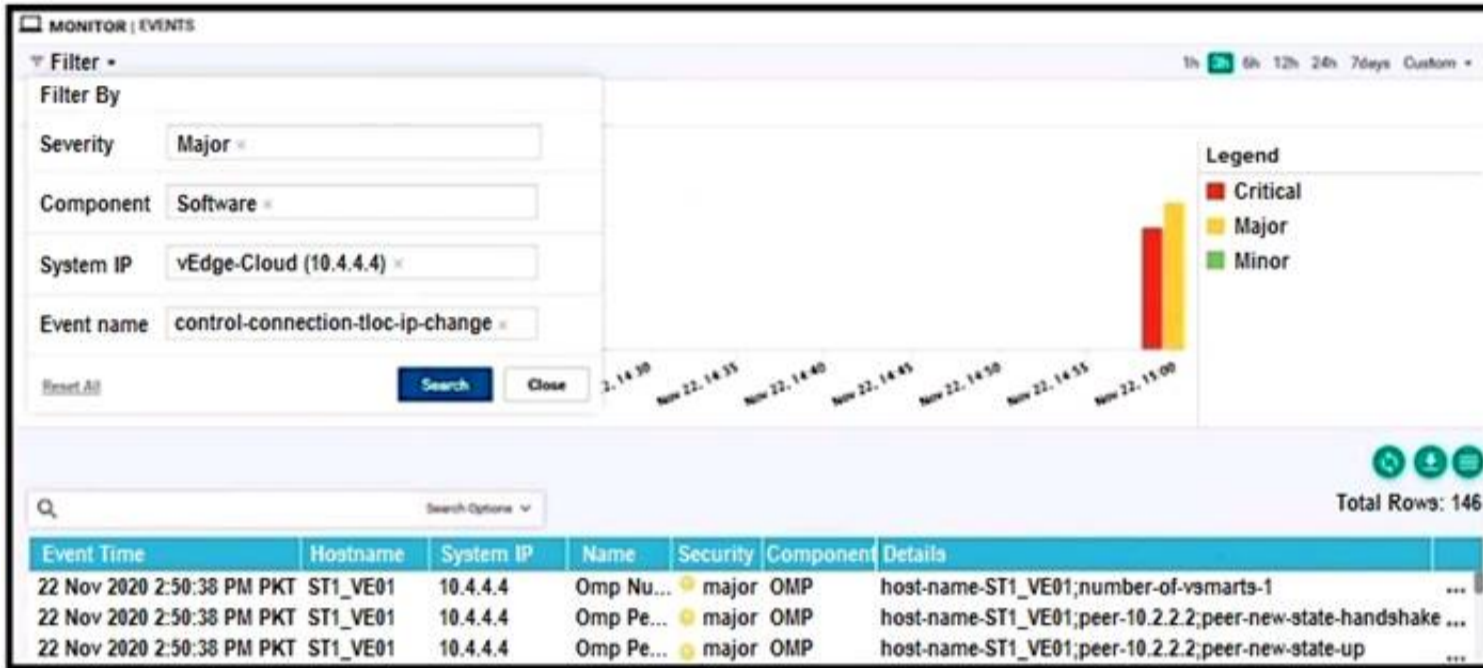 MONITOR | EVENTS
Filter
1h 3h 6h 12h 24h 7days Custom
Filter By
Severity Major ×
Component Software ×
System IP vEdge-Cloud (10.4.4.4) ×
Event name control-connection-tloc-ip-change ×
Reset All Search Close
Legend
Critical
Major
Minor
2, 14:30 Nov 22, 14:35 Nov 22, 14:40 Nov 22, 14:45 Nov 22, 14:50 Nov 22, 14:55 Nov 22, 15:00
Total Rows: 146
Search Options
Event Time Hostname System IP Name Security Component Details
22 Nov 2020 2:50:38 PM PKT ST1_VE01 10.4.4.4 Omp Nu... major OMP host-name-ST1_VE01;number-of-vsmarts-1 ...
22 Nov 2020 2:50:38 PM PKT ST1_VE01 10.4.4.4 Omp Pe... major OMP host-name-ST1_VE01;peer-10.2.2.2;peer-new-state-handshake ...
22 Nov 2020 2:50:38 PM PKT ST1_VE01 10.4.4.4 Omp Pe... major OMP host-name-ST1_VE01;peer-10.2.2.2;peer-new-state-up ...